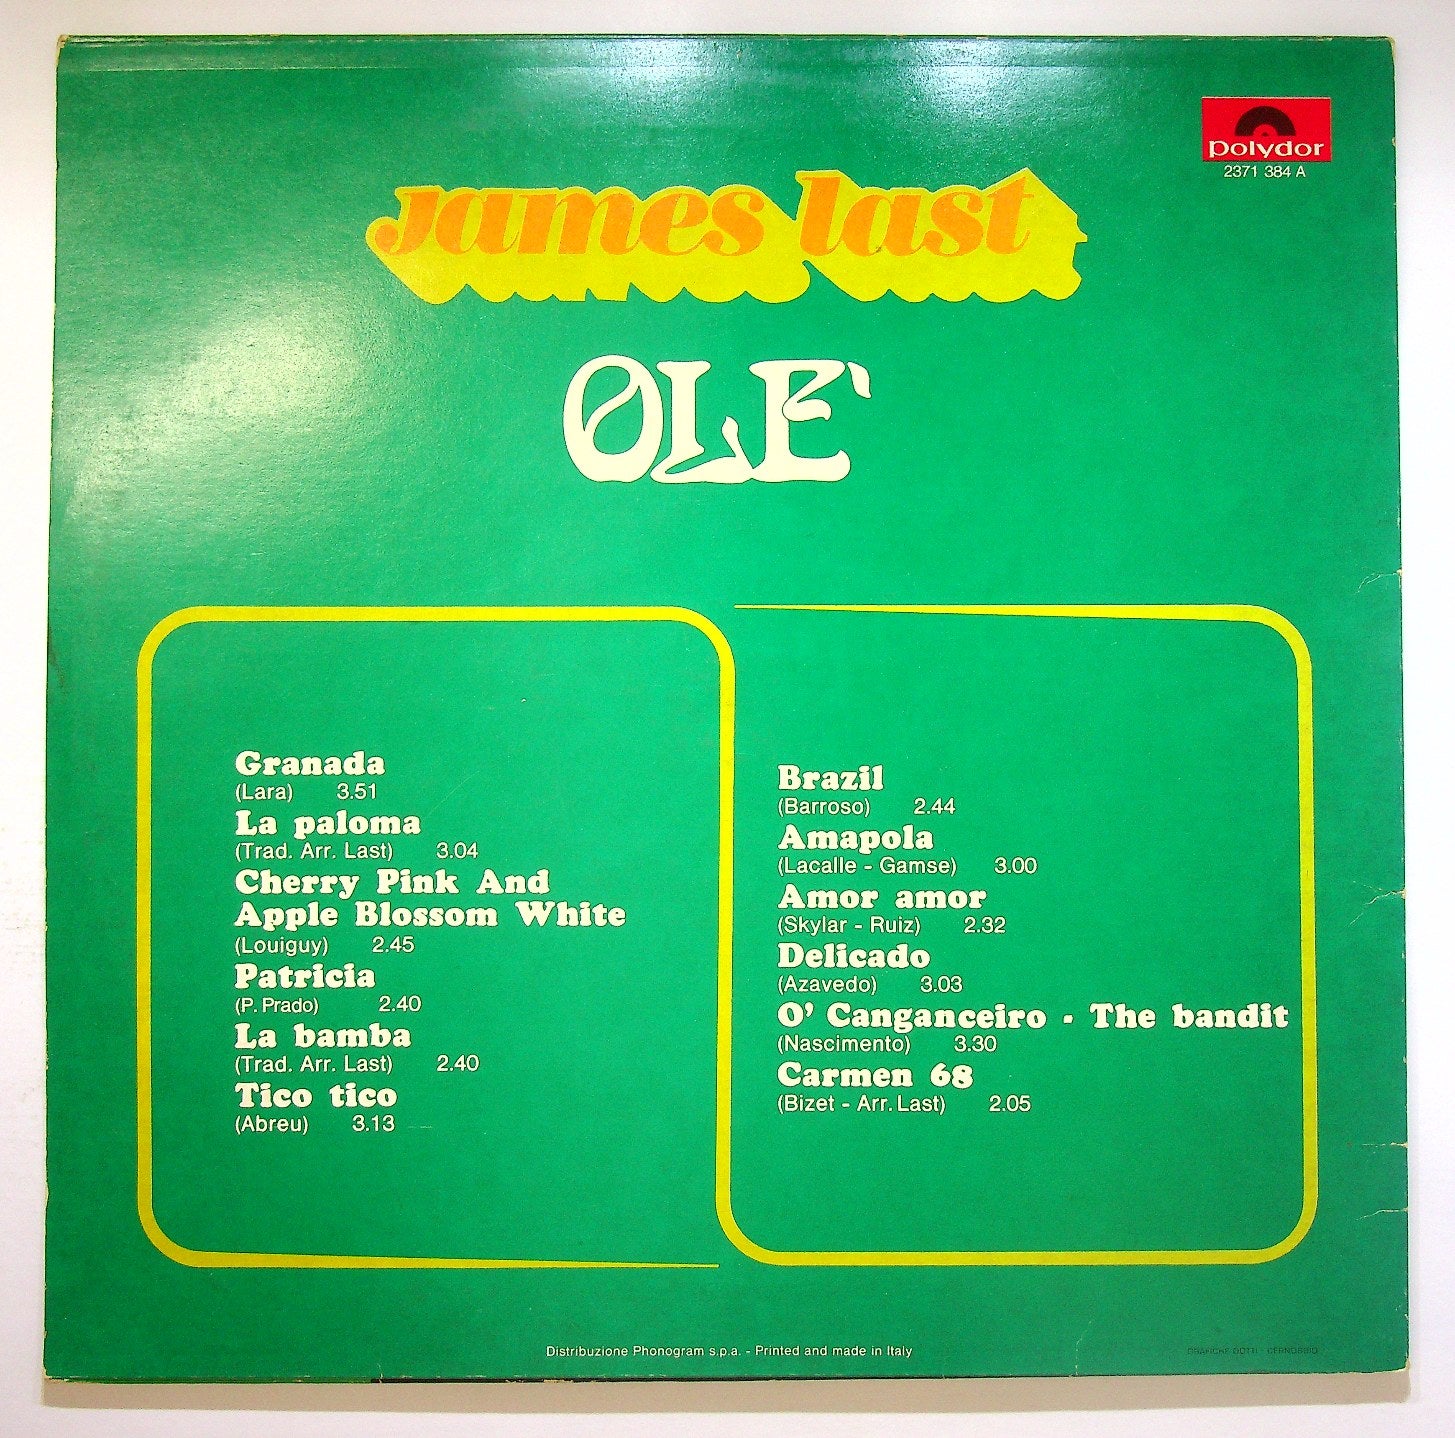 polydor
2371 384 A
james last
OLE'
Granada
(Lara) 3.51
La paloma
(Trad. Arr. Last) 3.04
Cherry Pink And
Apple Blossom White
(Louiguy) 2.45
Patricia
(P. Prado) 2.40
La bamba
(Trad. Arr. Last) 2.40
Tico tico
(Abreu) 3.13
Brazil
(Barroso) 2.44
Amapola
(Lacalle - Gamse) 3.00
Amor amor
(Skylar - Ruiz) 2.32
Delicado
(Azavedo) 3.03
O' Canganceiro - The bandit
(Nascimento) 3.30
Carmen 68
(Bizet - Arr. Last) 2.05
Distribuzione Phonogram s.p.a. - Printed and made in Italy
GRAFICHE GOTTI - CERNOBBIO